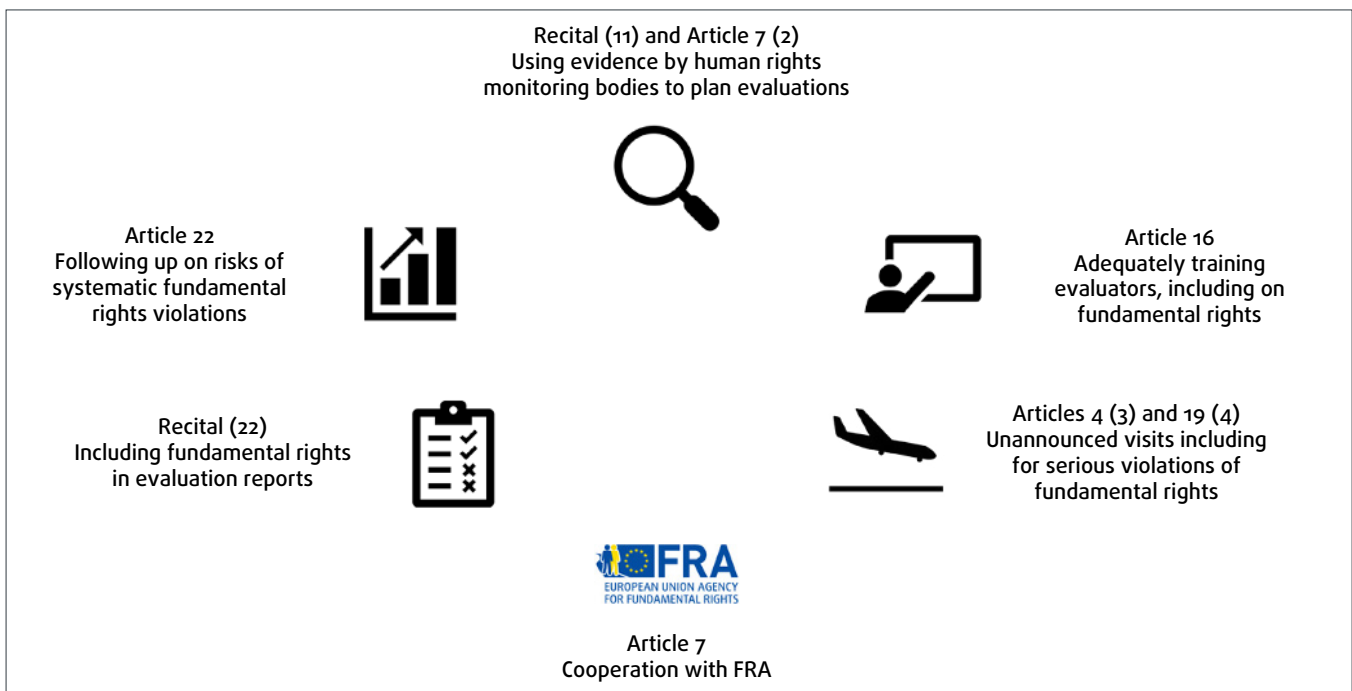 Recital (11) and Article 7 (2)
Using evidence by human rights
monitoring bodies to plan evaluations
Article 22
Following up on risks of
systematic fundamental
rights violations
Article 16
Adequately training
evaluators, including on
fundamental rights
Recital (22)
Including fundamental rights
in evaluation reports
Articles 4 (3) and 19 (4)
Unannounced visits including
for serious violations of
fundamental rights
FRA
EUROPEAN UNION AGENCY
FOR FUNDAMENTAL RIGHTS
Article 7
Cooperation with FRA